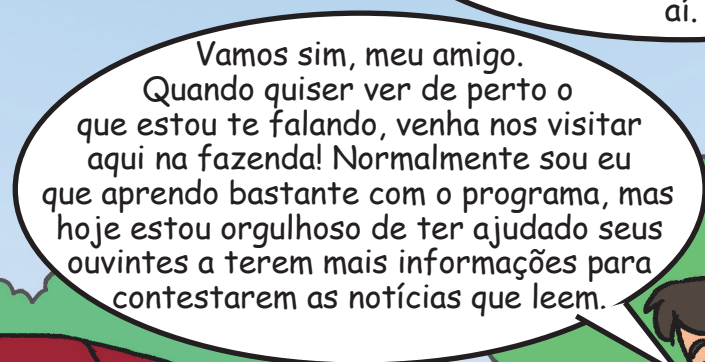 aí.
Vamos sim, meu amigo.
Quando quiser ver de perto o
que estou te falando, venha nos visitar
aqui na fazenda! Normalmente sou eu
que aprendo bastante com o programa, mas
hoje estou orgulhoso de ter ajudado seus
ouvintes a terem mais informações para
contestarem as notícias que leem.